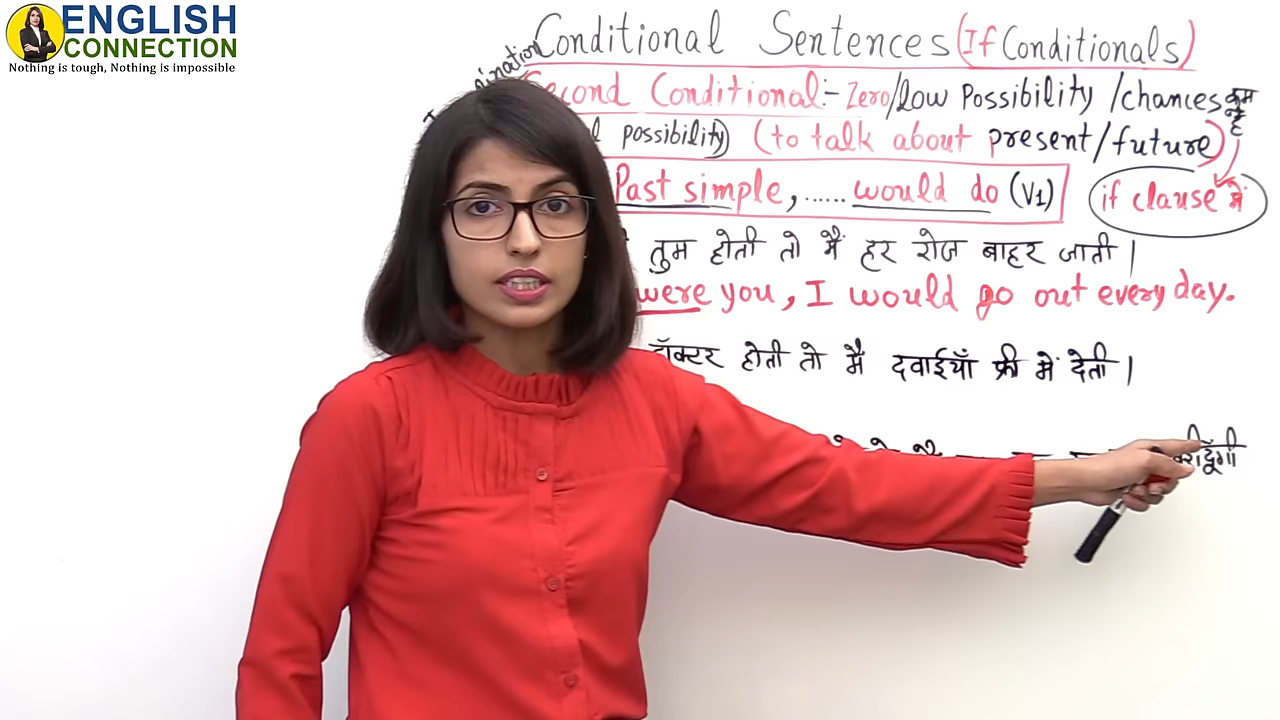 ENGLISH
CONNECTION
Nothing is tough, Nothing is impossible
Conditional Sentences (If Conditionals)
Second Conditional:- Zero/low Possibility /chances कम है
possibility) (to talk about present/future)
Past simple, ...... would do (V1)
if clause में
तुम होती तो मैं हर रोज बाहर जाती।
were you, I would go out every day.
डॉक्टर होती तो मैं दवाईयाँ फ्री में देती।